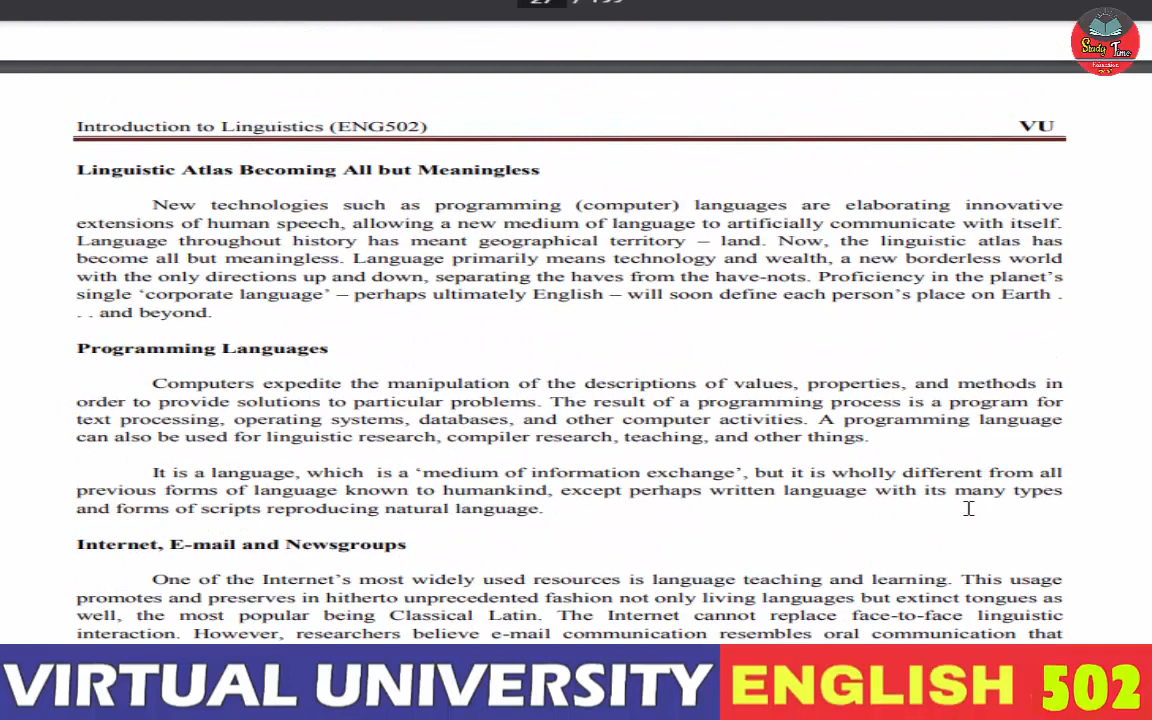 27 / 199
Study Time
Introduction to Linguistics (ENG502) VU
Linguistic Atlas Becoming All but Meaningless
New technologies such as programming (computer) languages are elaborating innovative
extensions of human speech, allowing a new medium of language to artificially communicate with itself.
Language throughout history has meant geographical territory – land. Now, the linguistic atlas has
become all but meaningless. Language primarily means technology and wealth, a new borderless world
with the only directions up and down, separating the haves from the have-nots. Proficiency in the planet’s
single ‘corporate language’ – perhaps ultimately English – will soon define each person’s place on Earth .
. . and beyond.
Programming Languages
Computers expedite the manipulation of the descriptions of values, properties, and methods in
order to provide solutions to particular problems. The result of a programming process is a program for
text processing, operating systems, databases, and other computer activities. A programming language
can also be used for linguistic research, compiler research, teaching, and other things.
It is a language, which is a ‘medium of information exchange’, but it is wholly different from all
previous forms of language known to humankind, except perhaps written language with its many types
and forms of scripts reproducing natural language.
Internet, E-mail and Newsgroups
One of the Internet’s most widely used resources is language teaching and learning. This usage
promotes and preserves in hitherto unprecedented fashion not only living languages but extinct tongues as
well, the most popular being Classical Latin. The Internet cannot replace face-to-face linguistic
interaction. However, researchers believe e-mail communication resembles oral communication that
VIRTUAL UNIVERSITY ENGLISH 502